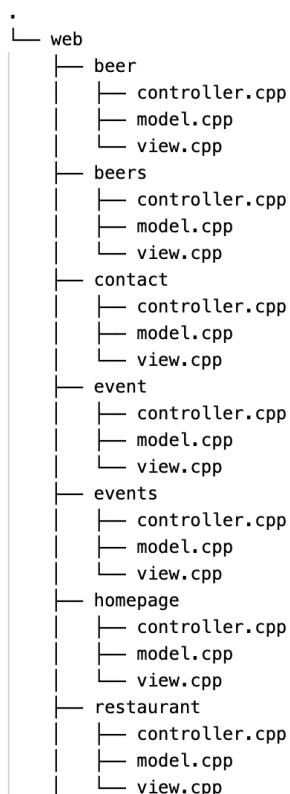 .
└── web
    ├── beer
    │   ├── controller.cpp
    │   ├── model.cpp
    │   └── view.cpp
    ├── beers
    │   ├── controller.cpp
    │   ├── model.cpp
    │   └── view.cpp
    ├── contact
    │   ├── controller.cpp
    │   ├── model.cpp
    │   └── view.cpp
    ├── event
    │   ├── controller.cpp
    │   ├── model.cpp
    │   └── view.cpp
    ├── events
    │   ├── controller.cpp
    │   ├── model.cpp
    │   └── view.cpp
    ├── homepage
    │   ├── controller.cpp
    │   ├── model.cpp
    │   └── view.cpp
    ├── restaurant
    │   ├── controller.cpp
    │   ├── model.cpp
    │   └── view.cpp